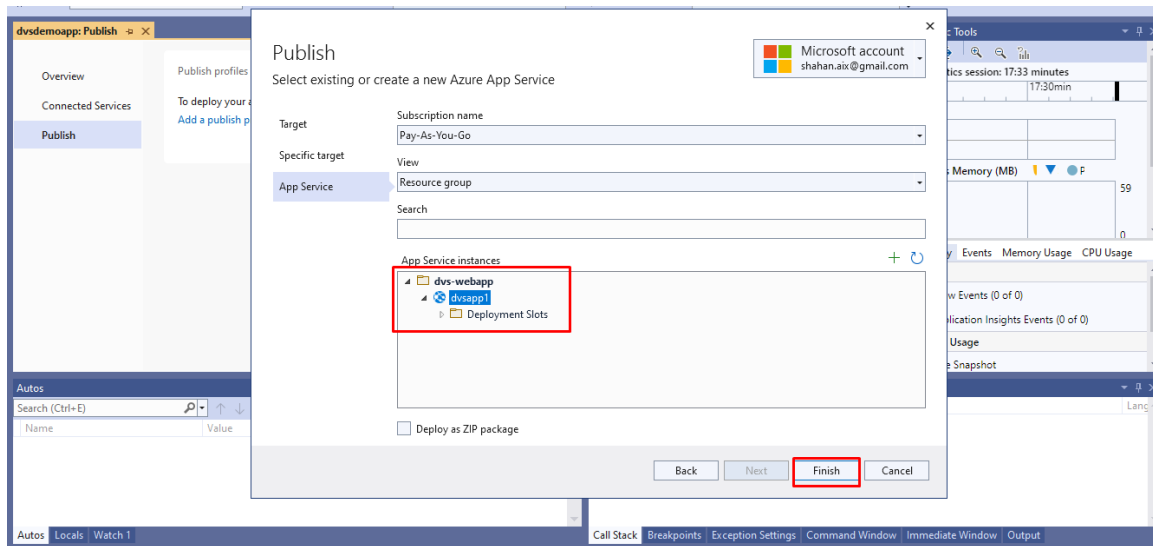 dvsdemoapp: Publish
Overview
Connected Services
Publish
Publish profiles
To deploy your
Add a publish p
Publish
Select existing or create a new Azure App Service
Microsoft account
shahan.aix@gmail.com
Target
Specific target
App Service
Subscription name
Pay-As-You-Go
View
Resource group
Search
App Service instances
dvs-webapp
dvsapp1
Deployment Slots
Deploy as ZIP package
Back
Next
Finish
Cancel
c Tools
tics session: 17:33 minutes
17:30min
s Memory (MB)
P
59
0
y Events Memory Usage CPU Usage
w Events (0 of 0)
lication Insights Events (0 of 0)
Usage
e Snapshot
Autos
Search (Ctrl+E)
Name Value
Lang
Autos Locals Watch 1
Call Stack Breakpoints Exception Settings Command Window Immediate Window Output